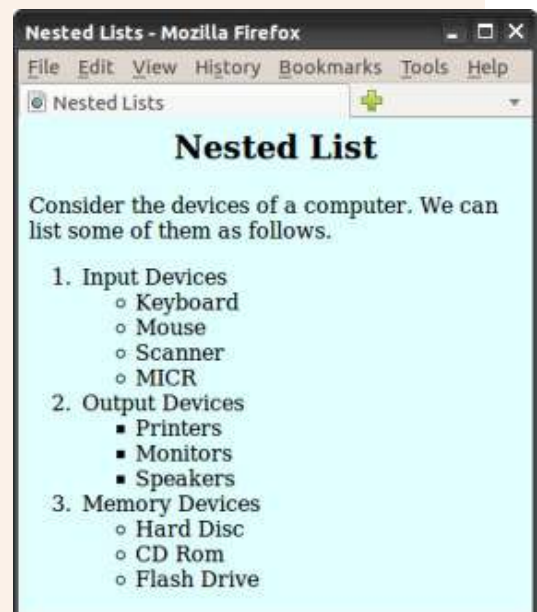 Nested Lists - Mozilla Firefox
File Edit View History Bookmarks Tools Help
Nested Lists
Nested List
Consider the devices of a computer. We can
list some of them as follows.
1. Input Devices
Keyboard
Mouse
Scanner
MICR
2. Output Devices
Printers
Monitors
Speakers
3. Memory Devices
Hard Disc
CD Rom
Flash Drive